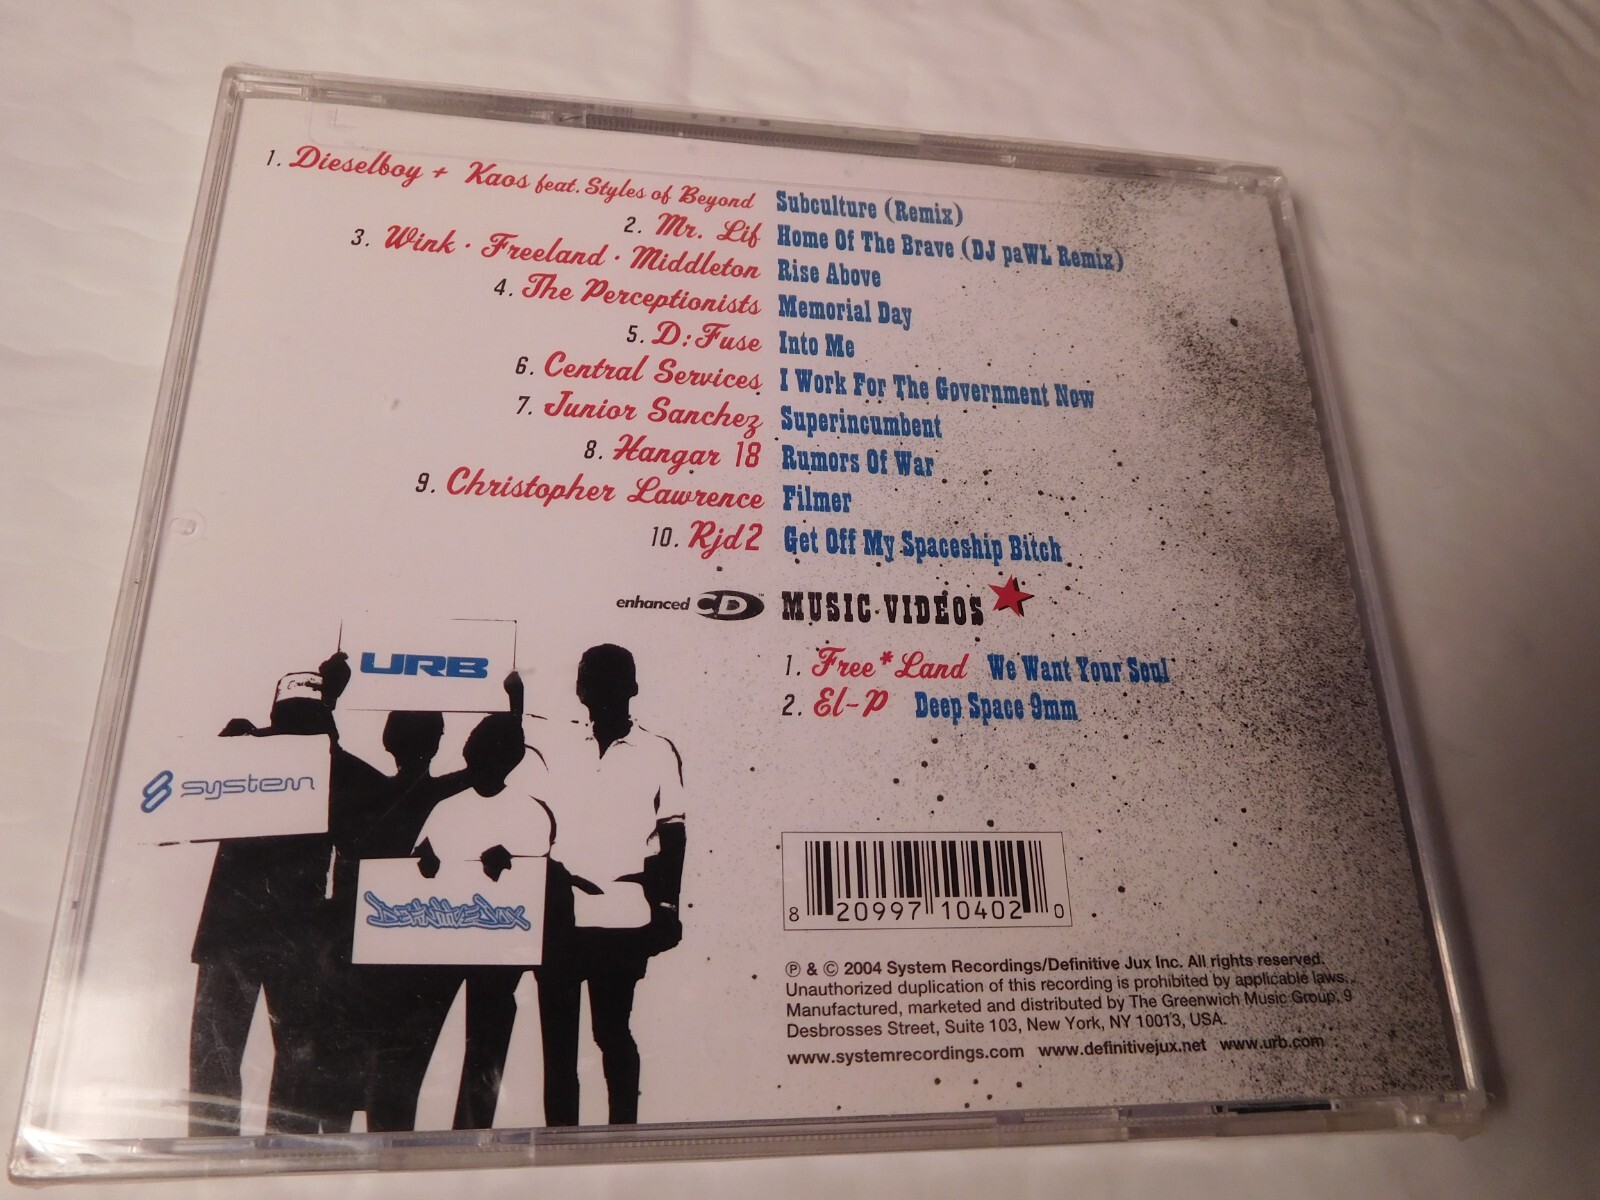 1. Dieselboy + Kaos feat. Styles of Beyond Subculture (Remix)
2. Mr. Lif Home Of The Brave (DJ paWL Remix)
3. Wink · Freeland · Middleton Rise Above
4. The Perceptionists Memorial Day
5. D:Fuse Into Me
6. Central Services I Work For The Government Now
7. Junior Sanchez Superincumbent
8. Hangar 18 Rumors Of War
9. Christopher Lawrence Filmer
10. Rjd2 Get Off My Spaceship Bitch
enhanced CD™ MUSIC VIDEOS
1. Free*Land We Want Your Soul
2. El-P Deep Space 9mm
URB
system
DEFINITIVE JUX
8 20997 10402 0
℗ & © 2004 System Recordings/Definitive Jux Inc. All rights reserved.
Unauthorized duplication of this recording is prohibited by applicable laws.
Manufactured, marketed and distributed by The Greenwich Music Group, 9
Desbrosses Street, Suite 103, New York, NY 10013, USA.
www.systemrecordings.com www.definitivejux.net www.urb.com